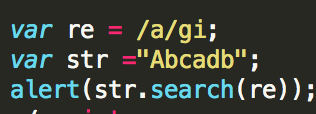 var re = /a/gi;
var str ="Abcadb";
alert(str.search(re));